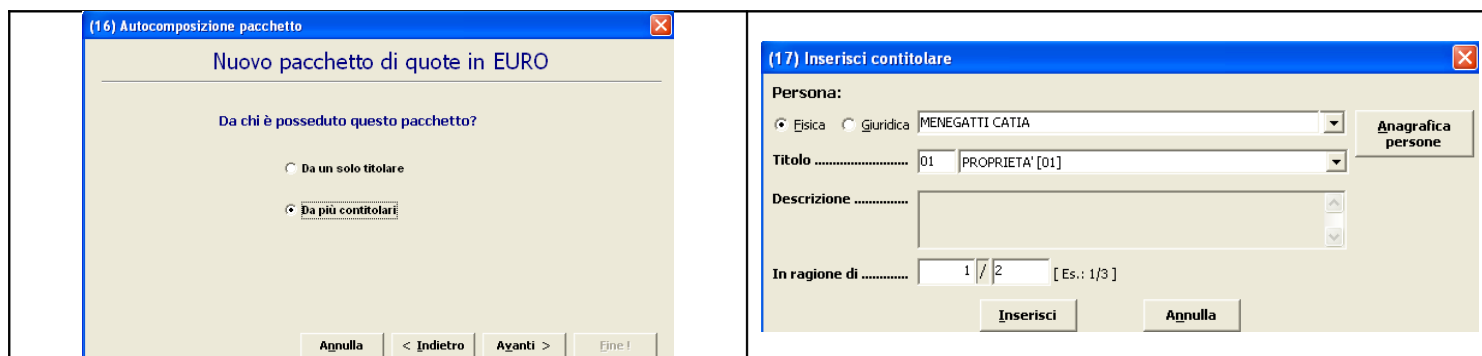 (16) Autocomposizione pacchetto
Nuovo pacchetto di quote in EURO
Da chi è posseduto questo pacchetto?
Da un solo titolare
Da più contitolari
Annulla < Indietro Avanti > Fine!
(17) Inserisci contitolare
Persona:
Fisica Giuridica MENEGATTI CATIA Anagrafica persone
Titolo .......................... 01 PROPRIETA' [01]
Descrizione ..............
In ragione di ............. 1 / 2 [ Es.: 1/3 ]
Inserisci Annulla